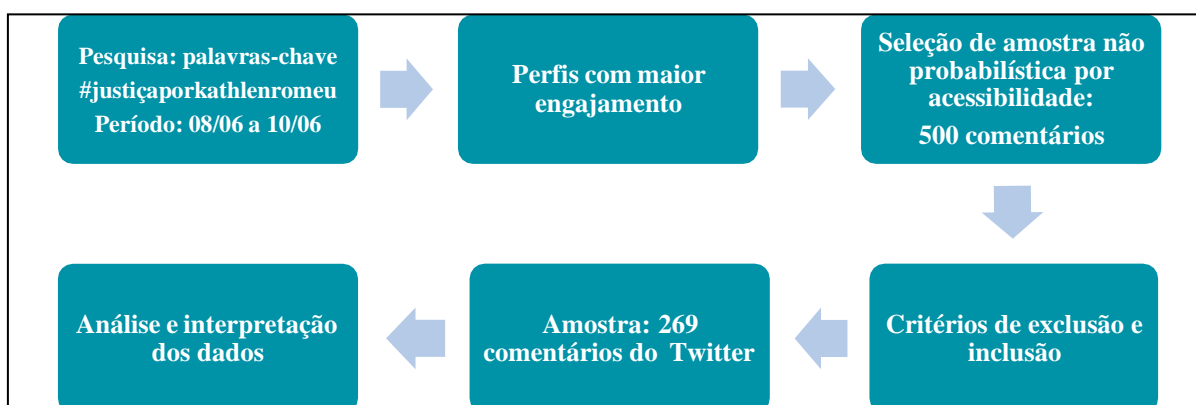 Pesquisa: palavras-chave
#justiçaporkathlenromeu
Período: 08/06 a 10/06
Perfis com maior
engajamento
Seleção de amostra não
probabilística por
acessibilidade:
500 comentários
Critérios de exclusão e
inclusão
Amostra: 269
comentários do Twitter
Análise e interpretação
dos dados